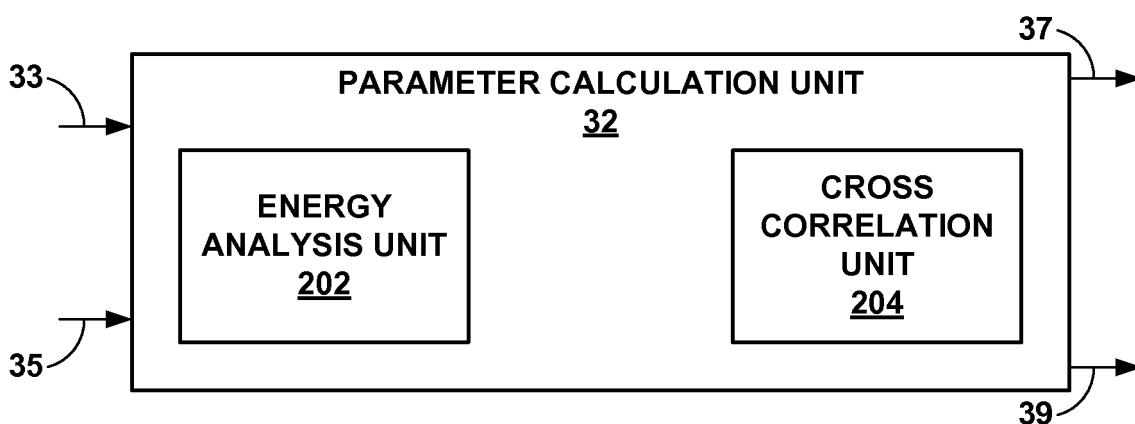 37
33
PARAMETER CALCULATION UNIT
32
ENERGY
ANALYSIS UNIT
202
CROSS
CORRELATION
UNIT
204
35
39